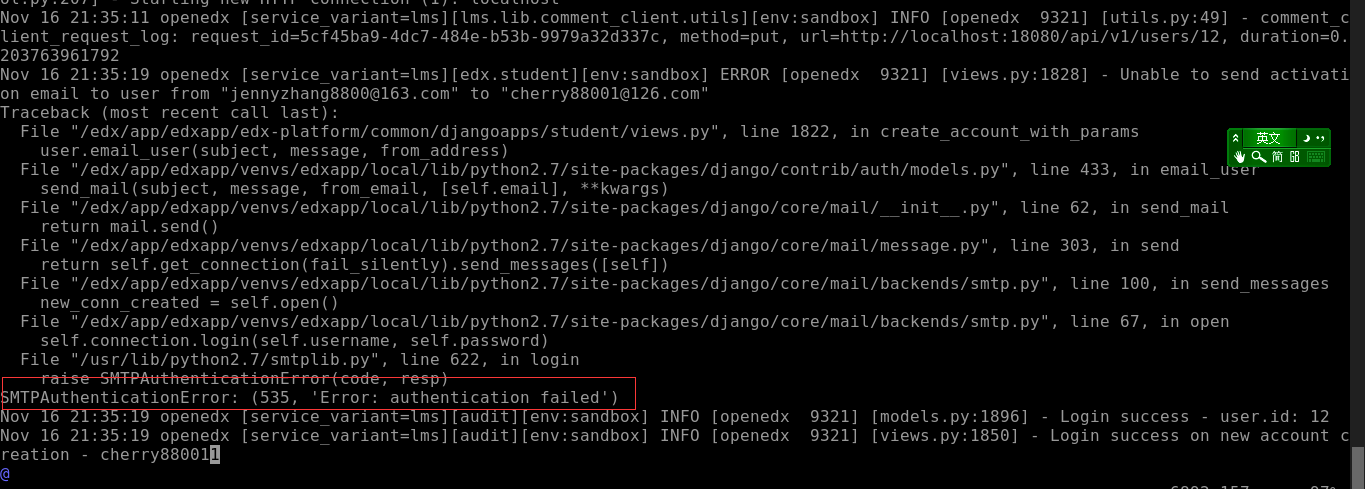 Nov 16 21:35:11 openedx [service_variant=lms][lms.lib.comment_client.utils][env:sandbox] INFO [openedx  9321] [utils.py:49] - comment_c
lient_request_log: request_id=5cf45ba9-4dc7-484e-b53b-9979a32d337c, method=put, url=http://localhost:18080/api/v1/users/12, duration=0.
203763961792
Nov 16 21:35:19 openedx [service_variant=lms][edx.student][env:sandbox] ERROR [openedx  9321] [views.py:1828] - Unable to send activati
on email to user from "jennyzhang8800@163.com" to "cherry88001@126.com"
Traceback (most recent call last):
  File "/edx/app/edxapp/edx-platform/common/djangoapps/student/views.py", line 1822, in create_account_with_params
    user.email_user(subject, message, from_address)
  File "/edx/app/edxapp/venvs/edxapp/local/lib/python2.7/site-packages/django/contrib/auth/models.py", line 433, in email_user
    send_mail(subject, message, from_email, [self.email], **kwargs)
  File "/edx/app/edxapp/venvs/edxapp/local/lib/python2.7/site-packages/django/core/mail/__init__.py", line 62, in send_mail
    return mail.send()
  File "/edx/app/edxapp/venvs/edxapp/local/lib/python2.7/site-packages/django/core/mail/message.py", line 303, in send
    return self.get_connection(fail_silently).send_messages([self])
  File "/edx/app/edxapp/venvs/edxapp/local/lib/python2.7/site-packages/django/core/mail/backends/smtp.py", line 100, in send_messages
    new_conn_created = self.open()
  File "/edx/app/edxapp/venvs/edxapp/local/lib/python2.7/site-packages/django/core/mail/backends/smtp.py", line 67, in open
    self.connection.login(self.username, self.password)
  File "/usr/lib/python2.7/smtplib.py", line 622, in login
    raise SMTPAuthenticationError(code, resp)
SMTPAuthenticationError: (535, 'Error: authentication failed')
Nov 16 21:35:19 openedx [service_variant=lms][audit][env:sandbox] INFO [openedx  9321] [models.py:1896] - Login success - user.id: 12
Nov 16 21:35:19 openedx [service_variant=lms][audit][env:sandbox] INFO [openedx  9321] [views.py:1850] - Login success on new account c
reation - cherry880011
@
英文
简